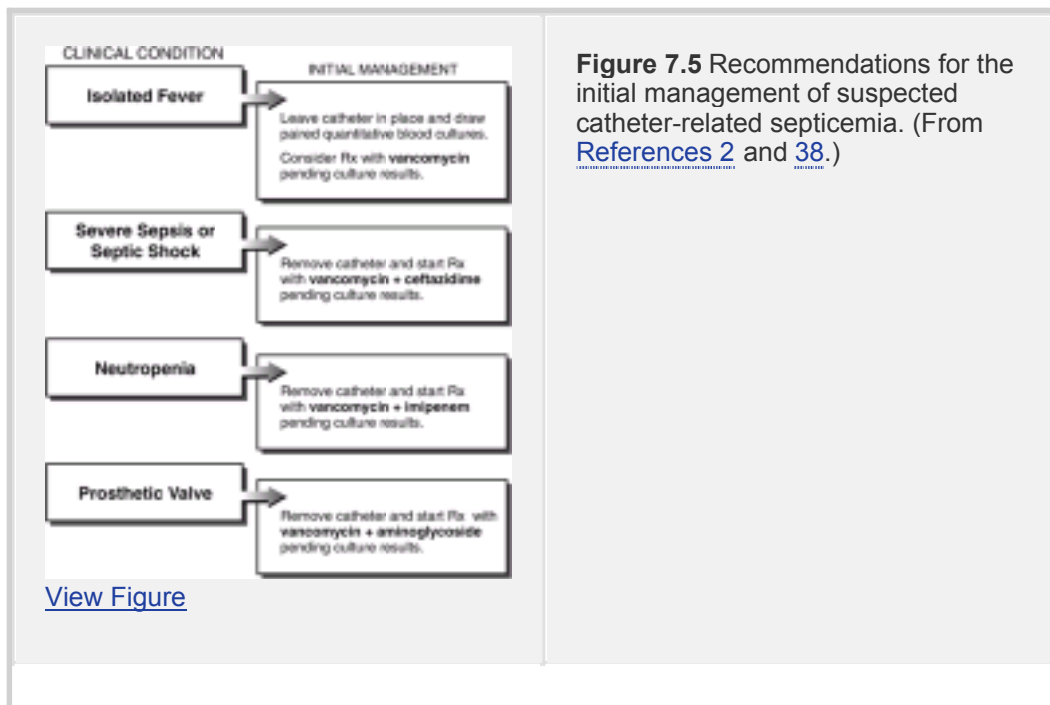 CLINICAL CONDITION
INITIAL MANAGEMENT
Isolated Fever
Leave catheter in place and draw
paired quantitative blood cultures.
Consider Rx with vancomycin
pending culture results.
Severe Sepsis or
Septic Shock
Remove catheter and start Rx
with vancomycin + ceftazidime
pending culture results.
Neutropenia
Remove catheter and start Rx
with vancomycin + imipenem
pending culture results.
Prosthetic Valve
Remove catheter and start Rx with
vancomycin + aminoglycoside
pending culture results.
View Figure
Figure 7.5 Recommendations for the
initial management of suspected
catheter-related septicemia. (From
References 2 and 38.)